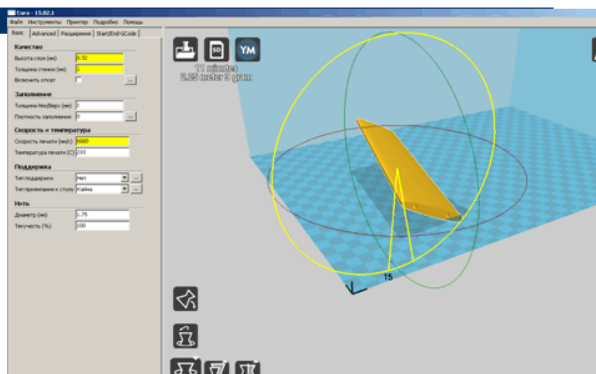 Cura - 15.02.1
Файл Инструменты Принтер Подробно Помощь
Basic Advanced Расширения Start/End-GCode
Качество
Высота слоя (мм) 0.32
Толщина стенки (мм) 1
Включить откат
Заполнение
Толщина Низ/Верх (мм) 1
Плотность заполнения 0
Скорость и температура
Скорость печати (мм/с) 6000
Температура печати (C) 210
Поддержка
Тип поддержки Нет
Тип прилипания к столу Кайма
Нить
Диаметр (мм) 1.75
Текучесть (%) 100
SD YM
11 minutes
2.85 meter 9 gram
15